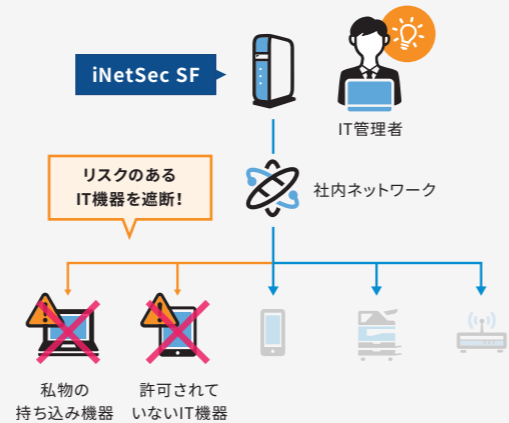 iNetSec SF
IT管理者
リスクのある
IT機器を遮断！
社内ネットワーク
私物の
持ち込み機器
許可されて
いないIT機器